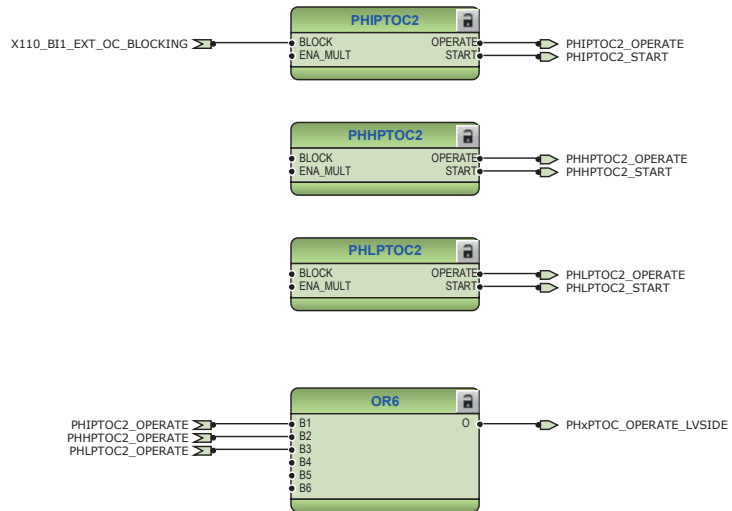 PHIPTOC2
X110_BI1_EXT_OC_BLOCKING
BLOCK
ENA_MULT
OPERATE
START
PHIPTOC2_OPERATE
PHIPTOC2_START
PHHPTOC2
BLOCK
ENA_MULT
OPERATE
START
PHHPTOC2_OPERATE
PHHPTOC2_START
PHLPTOC2
BLOCK
ENA_MULT
OPERATE
START
PHLPTOC2_OPERATE
PHLPTOC2_START
OR6
PHIPTOC2_OPERATE
PHHPTOC2_OPERATE
PHLPTOC2_OPERATE
B1
B2
B3
B4
B5
B6
O
PHxPTOC_OPERATE_LVSIDE